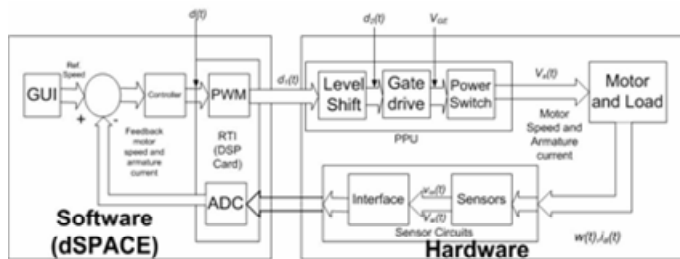 d(t)
d₂(t)
V_GE
Ref. Speed
d₁(t)
Vₐ(t)
GUI
Controller
PWM
Level Shift
Gate drive
Power Switch
Motor and Load
+
-
Feedback motor speed and armature current
RTI (DSP Card)
PPU
Motor Speed and Armature current
ADC
Interface
Sensors
Sensor Circuits
Software (dSPACE)
Hardware
w(t),iₐ(t)